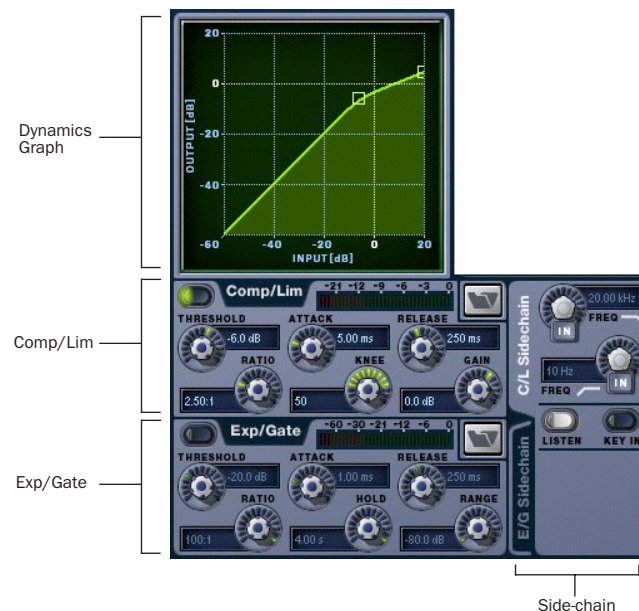 Dynamics
Graph
OUTPUT [dB]
20
0
-20
-40
-60 -40 -20 0 20
INPUT [dB]
Comp/Lim
Comp/Lim
-21 -12 -9 -6 -3 0
THRESHOLD ATTACK RELEASE
-6.0 dB 5.00 ms 250 ms
RATIO KNEE GAIN
2.50:1 50 0.0 dB
C/L Sidechain
20.00 kHz
FREQ
IN
10 Hz
FREQ
IN
LISTEN KEY IN
Exp/Gate
Exp/Gate
-60 -30 -21 -12 -6 0
THRESHOLD ATTACK RELEASE
-20.0 dB 1.00 ms 250 ms
RATIO HOLD RANGE
100:1 4.00 s -80.0 dB
E/G Sidechain
Side-chain